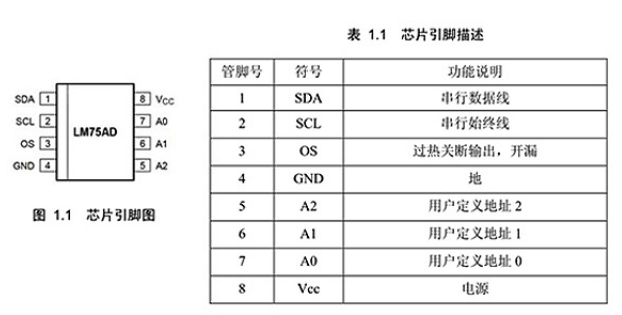 表 1.1 芯片引脚描述
SDA 1 8 VCC
SCL 2 7 A0
LM75AD
OS 3 6 A1
GND 4 5 A2
图 1.1 芯片引脚图
管脚号 符号 功能说明
1 SDA 串行数据线
2 SCL 串行始终线
3 OS 过热关断输出，开漏
4 GND 地
5 A2 用户定义地址 2
6 A1 用户定义地址 1
7 A0 用户定义地址 0
8 Vcc 电源